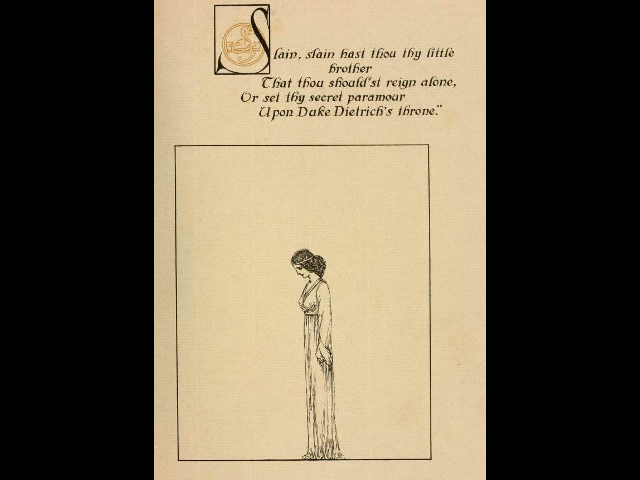 Slain, slain hast thou thy little
brother
That thou should'st reign alone,
Or set thy secret paramour
Upon Duke Dietrich's throne."